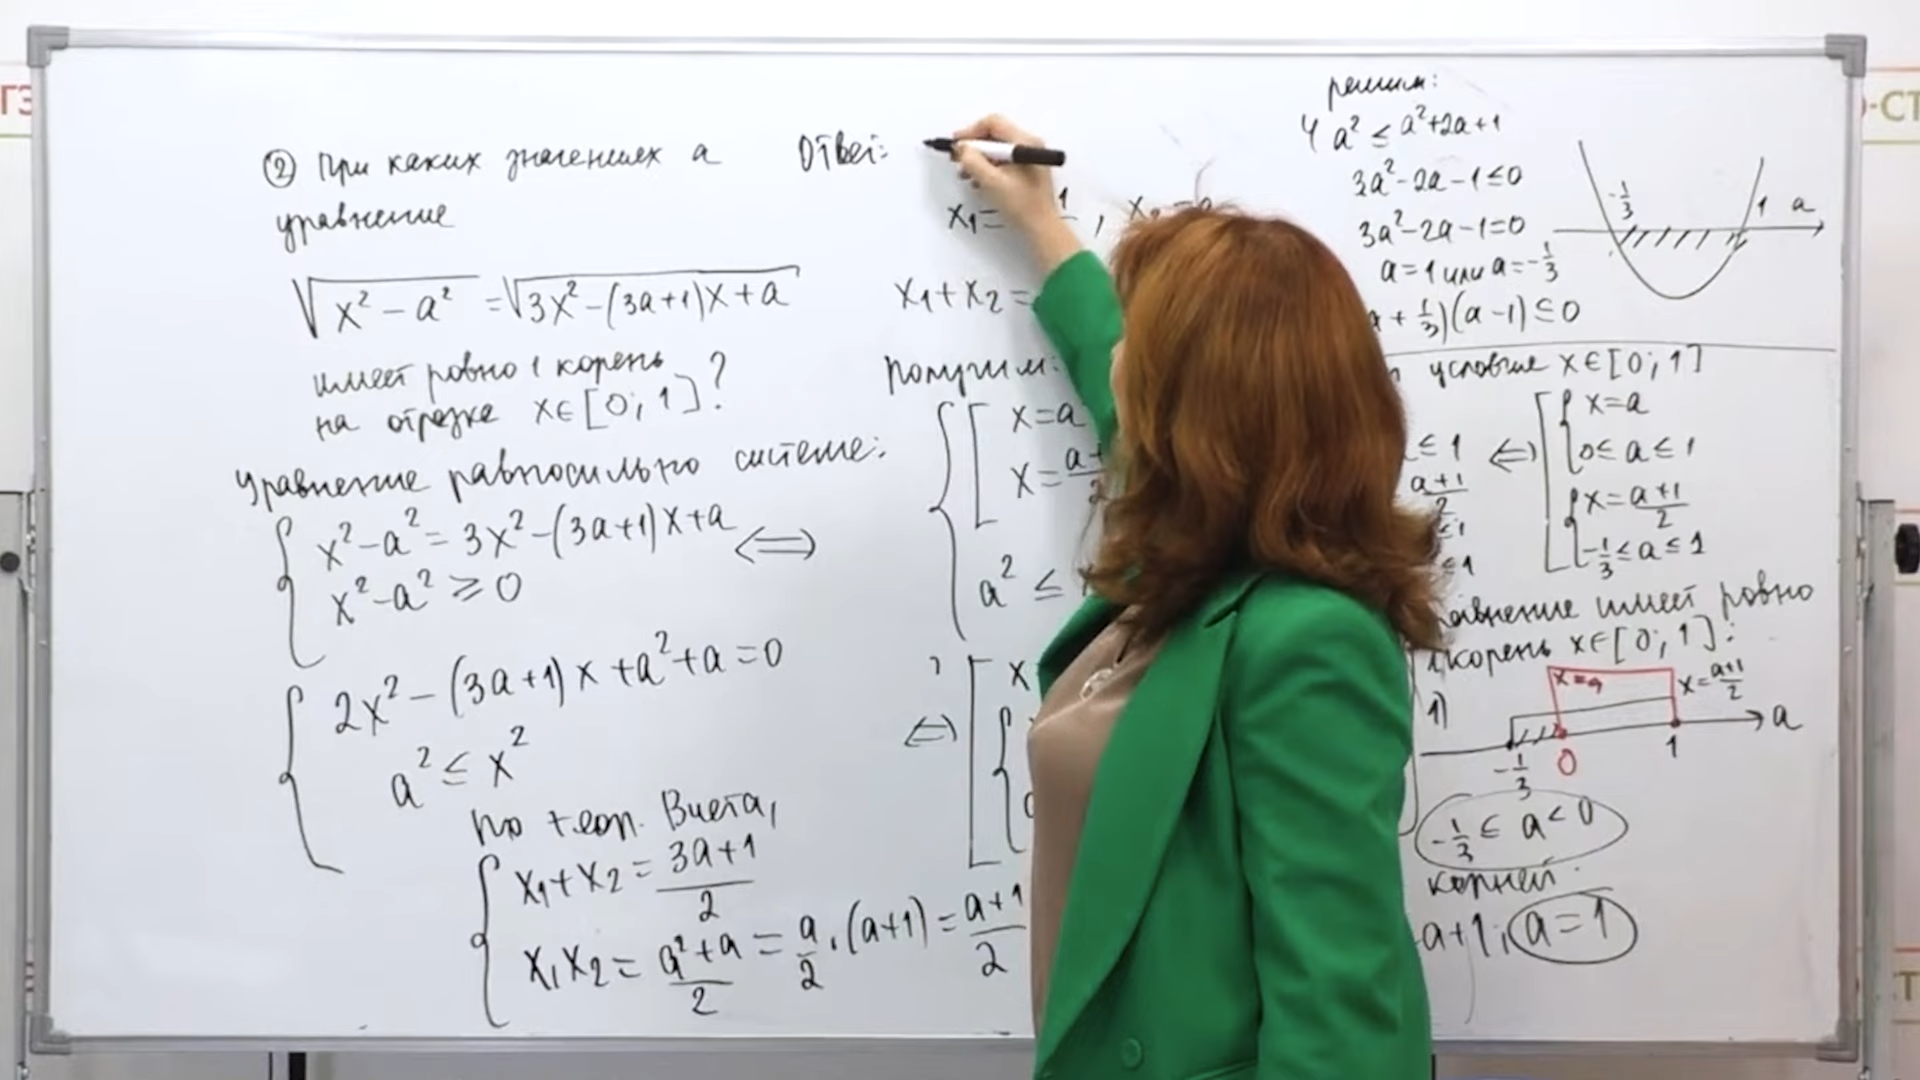 ② При каких значениях а
уравнение
√x²-a² = √3x²-(3a+1)x+a
имеет ровно 1 корень
на отрезке x∈[0;1]?
Уравнение равносильно системе:
x²-a²=3x²-(3a+1)x+a
x²-a²⩾0
⟺
2x²-(3a+1)x+a²+a=0
a²≤x²
По теор. Виета,
x₁+x₂=3a+1/2
x₁x₂=a²+a/2=a/2·(a+1)=a+1/2
Ответ:
x₁=
x₁+x₂=
Получим:
x=a
x=a+/2
a²≤
⟺
x
решим:
4a²≤a²+2a+1
3a²-2a-1≤0
3a²-2a-1=0
a=1 или a=-1/3
+1/3)(a-1)≤0
-1/3 1 a
условие x∈[0;1]
≤1
a+1/2
≤1
≤1
⟺
x=a
0≤a≤1
x=a+1/2
-1/3≤a≤1
имеет ровно
1 корень x∈[0;1]:
1)
x=a
x=a+1/2
-1/3 0 1 a
-1/3≤a<0
корней.
a+1; a=1